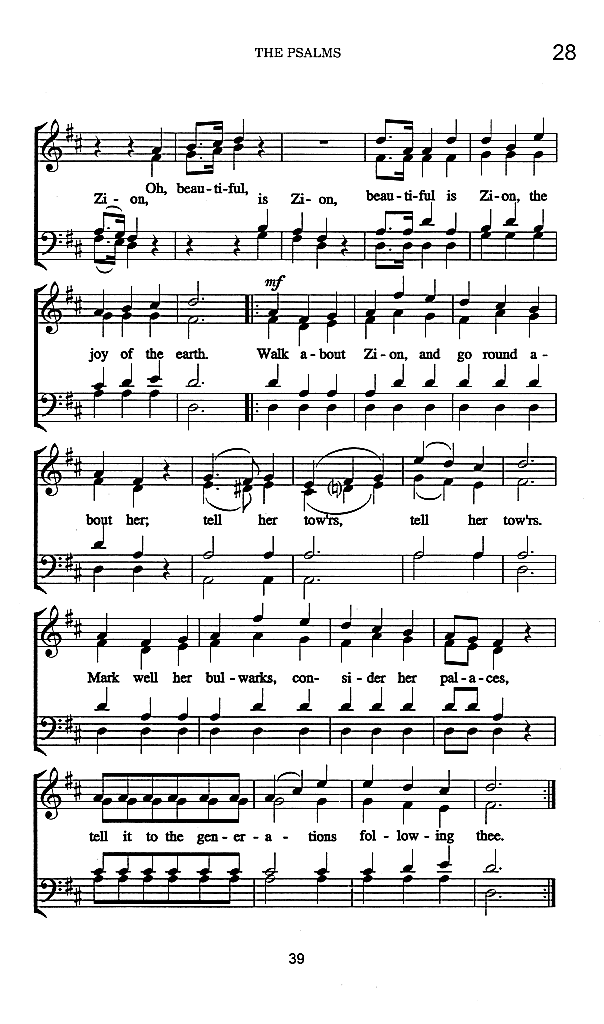 THE PSALMS
28
Oh, beau-ti-ful,
Zi - on, is Zi - on, beau-ti-ful is Zi-on, the
mf
joy of the earth. Walk a-bout Zi-on, and go round a-
bout her; tell her tow'rs, tell her tow'rs.
Mark well her bul-warks, con- si-der her pal-a-ces,
tell it to the gen-er-a-tions fol-low-ing thee.
39